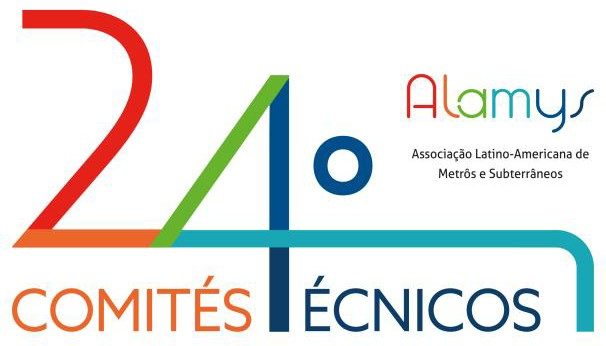 24º
Alamys
Associação Latino-Americana de
Metrôs e Subterrâneos
COMITÉS TÉCNICOS